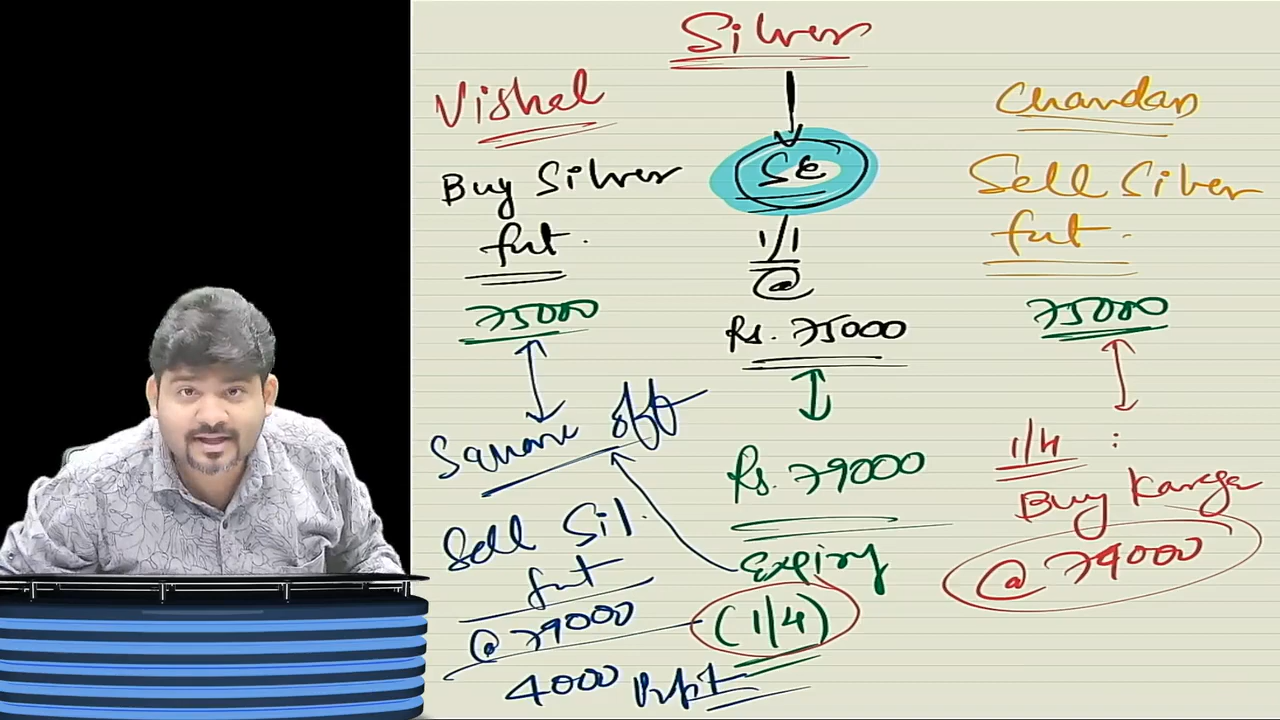 Silver
Vishal
Buy Silver
fut.
75000
Square off
Sell Sil.
fut
@ 79000
4000 Profit
SE
1/1
@
Rs. 75000
Rs. 79000
Expiry
(1/4)
Chandan
Sell Silver
fut.
75000
1/4 :
Buy Karega
@ 79000